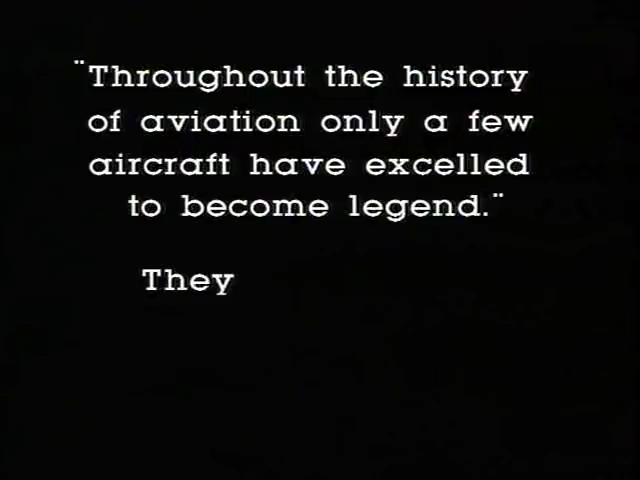 ¨Throughout the history
of aviation only a few
aircraft have excelled
to become legend.¨
They